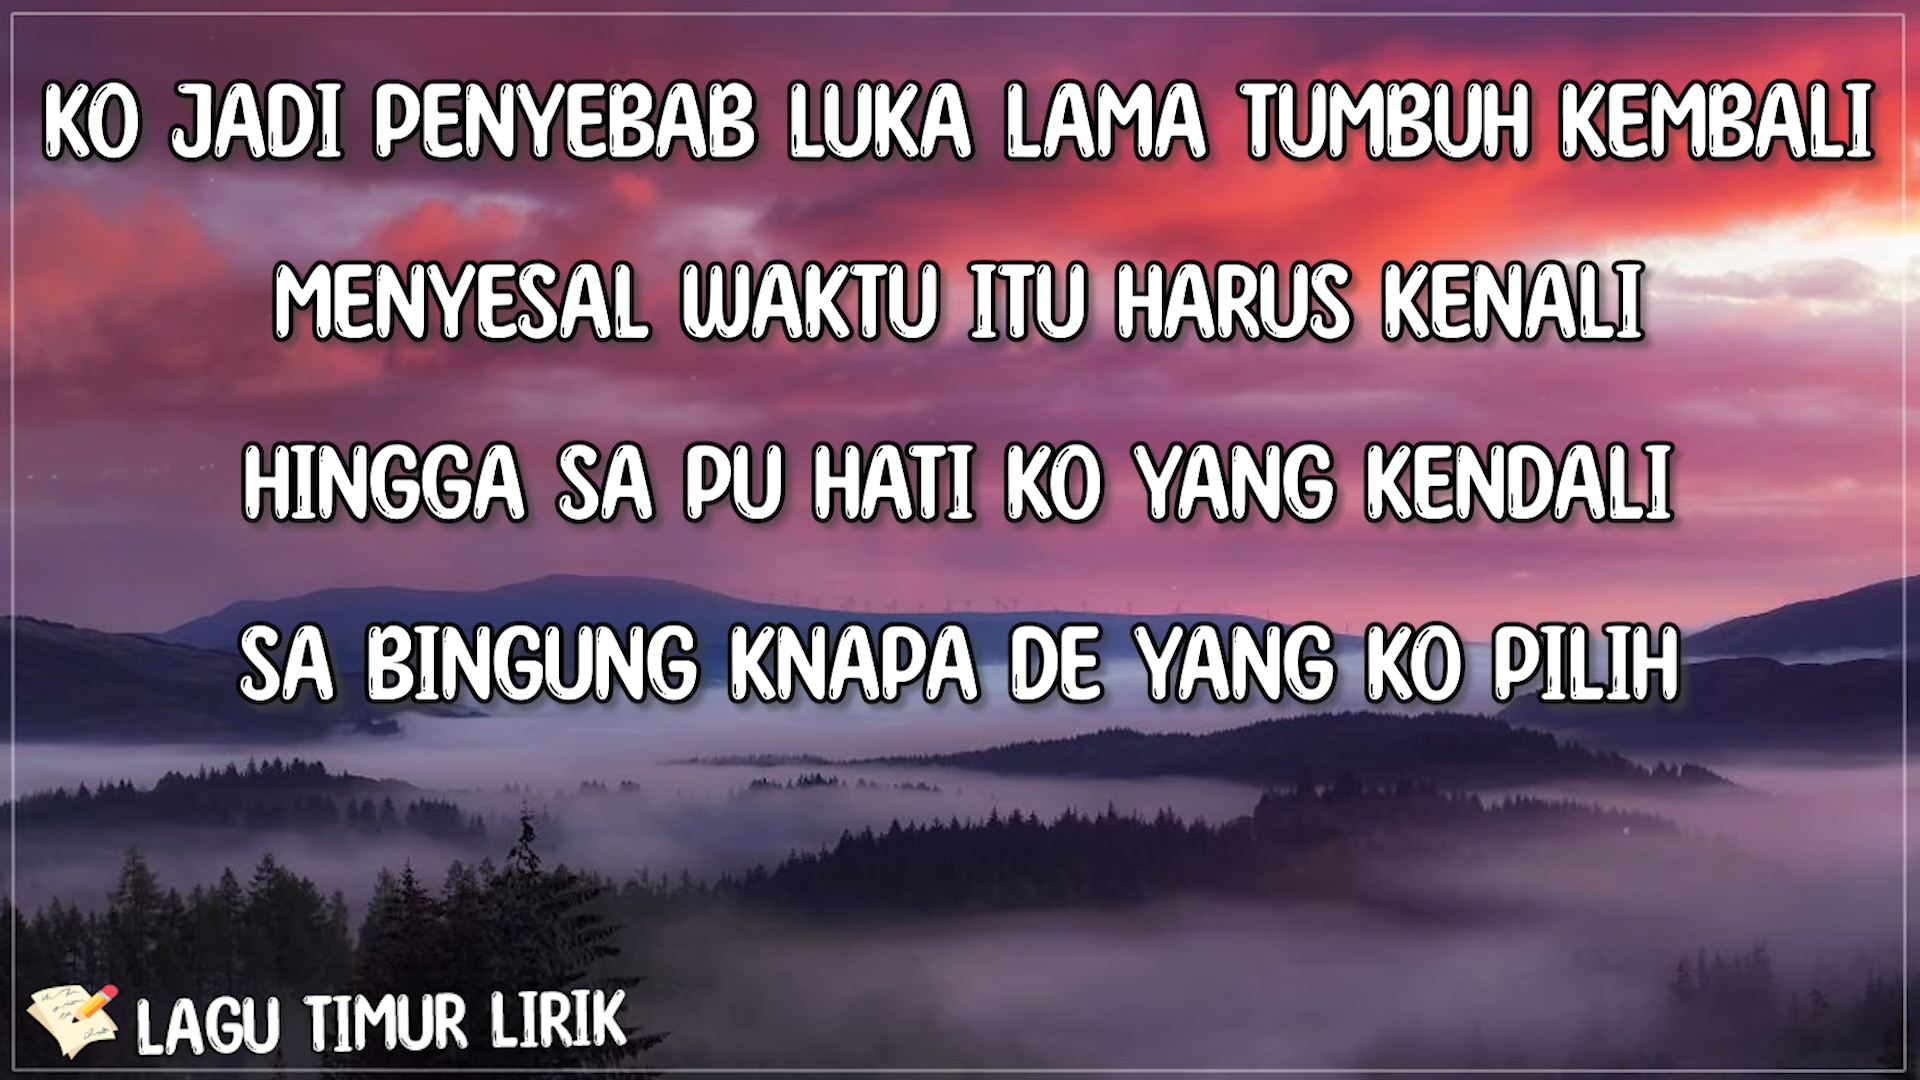 KO JADI PENYEBAB LUKA LAMA TUMBUH KEMBALI
MENYESAL WAKTU ITU HARUS KENALI
HINGGA SA PU HATI KO YANG KENDALI
SA BINGUNG KNAPA DE YANG KO PILIH
LAGU TIMUR LIRIK